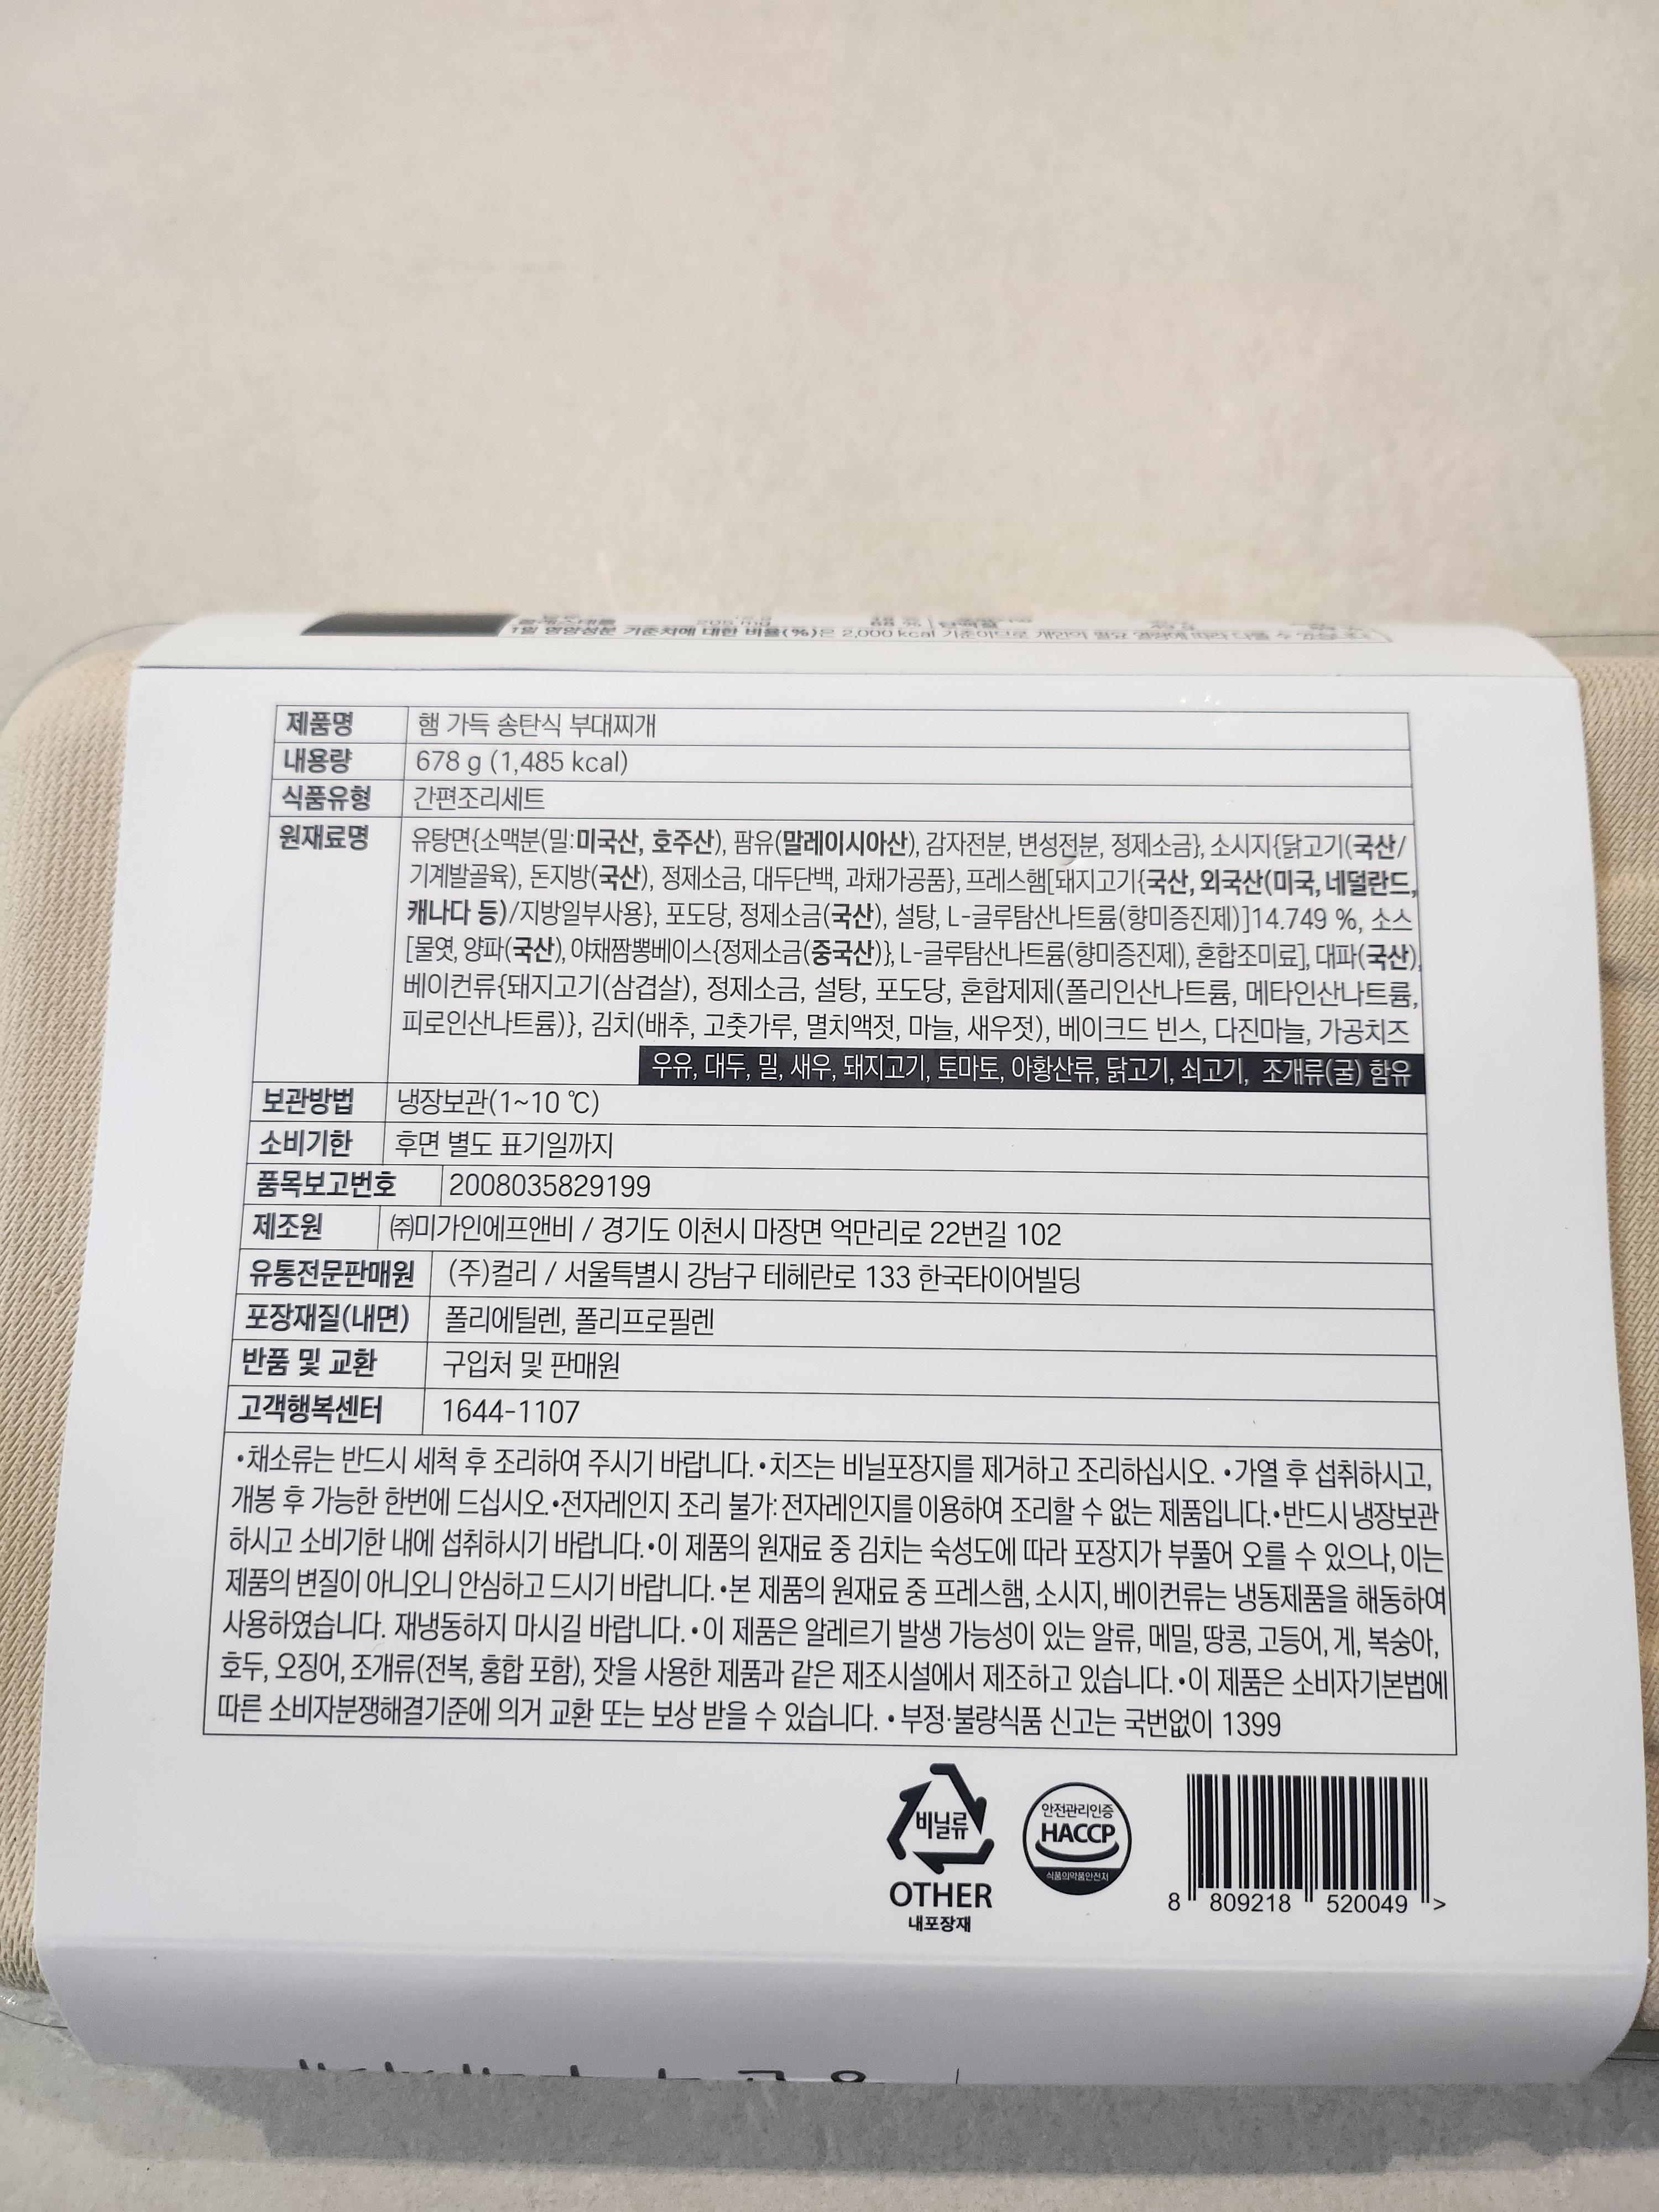 1일 영양성분 기준치에 대한 비율(%)은 2,000 kcal 기준이므로 개인의 필요 열량에 따라 다를 수 있습니다.
제품명 햄 가득 송탄식 부대찌개
내용량 678 g (1,485 kcal)
식품유형 간편조리세트
원재료명 유탕면{소맥분(밀:미국산, 호주산), 팜유(말레이시아산), 감자전분, 변성전분, 정제소금}, 소시지{닭고기(국산/
기계발골육), 돈지방(국산), 정제소금, 대두단백, 과채가공품}, 프레스햄[돼지고기{국산, 외국산(미국, 네덜란드,
캐나다 등)/지방일부사용}, 포도당, 정제소금(국산), 설탕, L-글루탐산나트륨(향미증진제)]14.749 %, 소스
[물엿, 양파(국산), 야채짬뽕베이스{정제소금(중국산)}, L-글루탐산나트륨(향미증진제), 혼합조미료], 대파(국산),
베이컨류{돼지고기(삼겹살), 정제소금, 설탕, 포도당, 혼합제제(폴리인산나트륨, 메타인산나트륨,
피로인산나트륨)}, 김치(배추, 고춧가루, 멸치액젓, 마늘, 새우젓), 베이크드 빈스, 다진마늘, 가공치즈
우유, 대두, 밀, 새우, 돼지고기, 토마토, 아황산류, 닭고기, 쇠고기, 조개류(굴) 함유
보관방법 냉장보관(1~10 ℃)
소비기한 후면 별도 표기일까지
품목보고번호 2008035829199
제조원 ㈜미가인에프앤비 / 경기도 이천시 마장면 억만리로 22번길 102
유통전문판매원 (주)컬리 / 서울특별시 강남구 테헤란로 133 한국타이어빌딩
포장재질(내면) 폴리에틸렌, 폴리프로필렌
반품 및 교환 구입처 및 판매원
고객행복센터 1644-1107
•채소류는 반드시 세척 후 조리하여 주시기 바랍니다.•치즈는 비닐포장지를 제거하고 조리하십시오. •가열 후 섭취하시고,
개봉 후 가능한 한번에 드십시오.•전자레인지 조리 불가: 전자레인지를 이용하여 조리할 수 없는 제품입니다.•반드시 냉장보관
하시고 소비기한 내에 섭취하시기 바랍니다.•이 제품의 원재료 중 김치는 숙성도에 따라 포장지가 부풀어 오를 수 있으나, 이는
제품의 변질이 아니오니 안심하고 드시기 바랍니다. •본 제품의 원재료 중 프레스햄, 소시지, 베이컨류는 냉동제품을 해동하여
사용하였습니다. 재냉동하지 마시길 바랍니다. •이 제품은 알레르기 발생 가능성이 있는 알류, 메밀, 땅콩, 고등어, 게, 복숭아,
호두, 오징어, 조개류(전복, 홍합 포함), 잣을 사용한 제품과 같은 제조시설에서 제조하고 있습니다.•이 제품은 소비자기본법에
따른 소비자분쟁해결기준에 의거 교환 또는 보상 받을 수 있습니다. •부정·불량식품 신고는 국번없이 1399
비닐류
OTHER
내포장재
안전관리인증
HACCP
식품의약품안전처
8 809218 520049 >